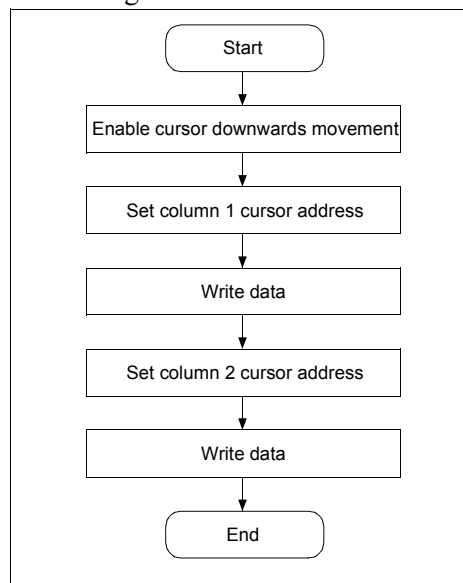 Start
Enable cursor downwards movement
Set column 1 cursor address
Write data
Set column 2 cursor address
Write data
End